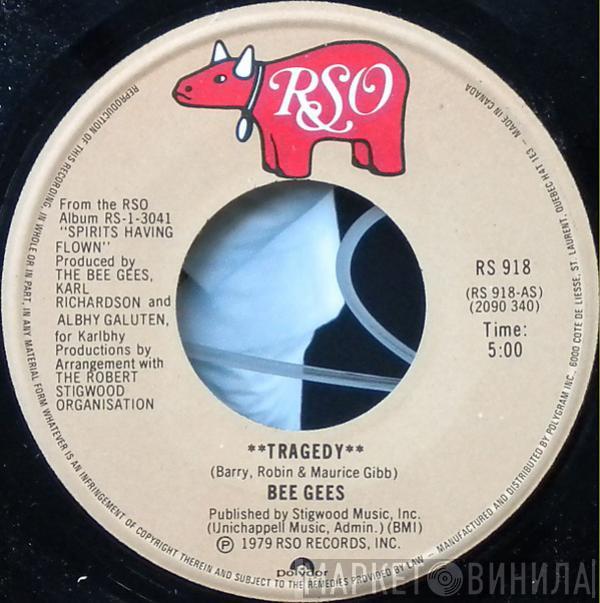 RSO
From the RSO
Album RS-1-3041
"SPIRITS HAVING
FLOWN"
Produced by
THE BEE GEES,
KARL
RICHARDSON and
ALBHY GALUTEN,
for Karlbhy
Productions by
Arrangement with
THE ROBERT
STIGWOOD
ORGANISATION
RS 918
(RS 918-AS)
(2090 340)
Time:
5:00
**TRAGEDY**
(Barry, Robin & Maurice Gibb)
BEE GEES
Published by Stigwood Music, Inc.
(Unichappell Music, Admin.) (BMI)
Ⓟ 1979 RSO RECORDS, INC.
polydor
REPRODUCTION OF THIS RECORDING, IN WHOLE OR IN PART, IN ANY MATERIAL FORM WHATEVER IS AN INFRINGEMENT OF COPYRIGHT THEREIN AND SUBJECT TO THE REMEDIES PROVIDED BY LAW – MANUFACTURED AND DISTRIBUTED BY POLYGRAM INC., 6000 COTE DE LIESSE, ST. LAURENT, QUEBEC H4T 1E3 – MADE IN CANADA
МАРКЕТ ВИНИЛА